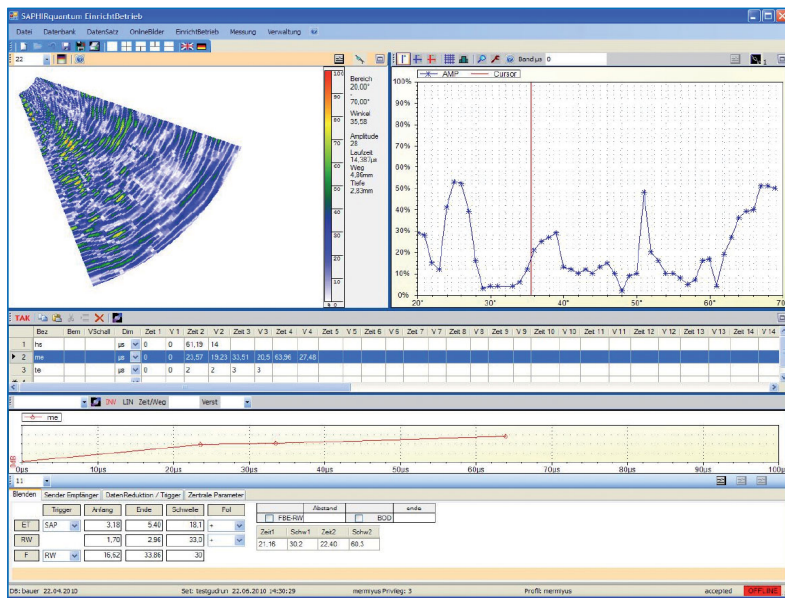 SAPHIRquantum EinrichtBetrieb
Datei Datenbank DatenSatz OnlineBilder EinrichtBetrieb Messung Verwaltung
22
Bandµs 0
1
100
90
80
70
60
50
40
30
20
10
% 0
Bereich
20,00°
-
70,00°
Winkel
35,58
Amplitude
28
Laufzeit
14,387µs
Weg
4,86mm
Tiefe
2,83mm
AMP Cursor
100%
90%
80%
70%
60%
50%
40%
30%
20%
10%
0%
20° 30° 40° 50° 60° 70
TAK
Bez Bem VSchall Dim Zeit 1 V 1 Zeit 2 V 2 Zeit 3 V 3 Zeit 4 V 4 Zeit 5 V 5 Zeit 6 V 6 Zeit 7 V 7 Zeit 8 V 8 Zeit 9 V 9 Zeit 10 V 10 Zeit 11 V 11 Zeit 12 V 12 Zeit 13 V 13 Zeit 14 V 14
1 hs µs 0 0 61,19 14
2 me µs 0 0 23,57 19,23 33,51 20,5 63,96 27,48
3 te µs 0 0 2 2 3 3
INV LIN Zeit/Weg Verst
me
0µs 10µs 20µs 30µs 40µs 50µs 60µs 70µs 80µs 90µs 100µs
11
Blenden Sender Empfänger DatenReduktion / Trigger Zentrale Parameter
Trigger Anfang Ende Schwelle Pol
ET SAP 3,18 5,40 18,1 +
RW 1,70 2,96 33,0 +
F RW 16,62 33,86 30
Abstand ende
FBE-RW BOD
Zeit1 Schw1 Zeit2 Schw2
21,16 30,2 22,40 60,3
DB: bauer 22.04.2010 Set: testgudrun 22.06.2010 14:30:29 mermyus Privileg: 3 Profil: mermyus accepted OFFLINE